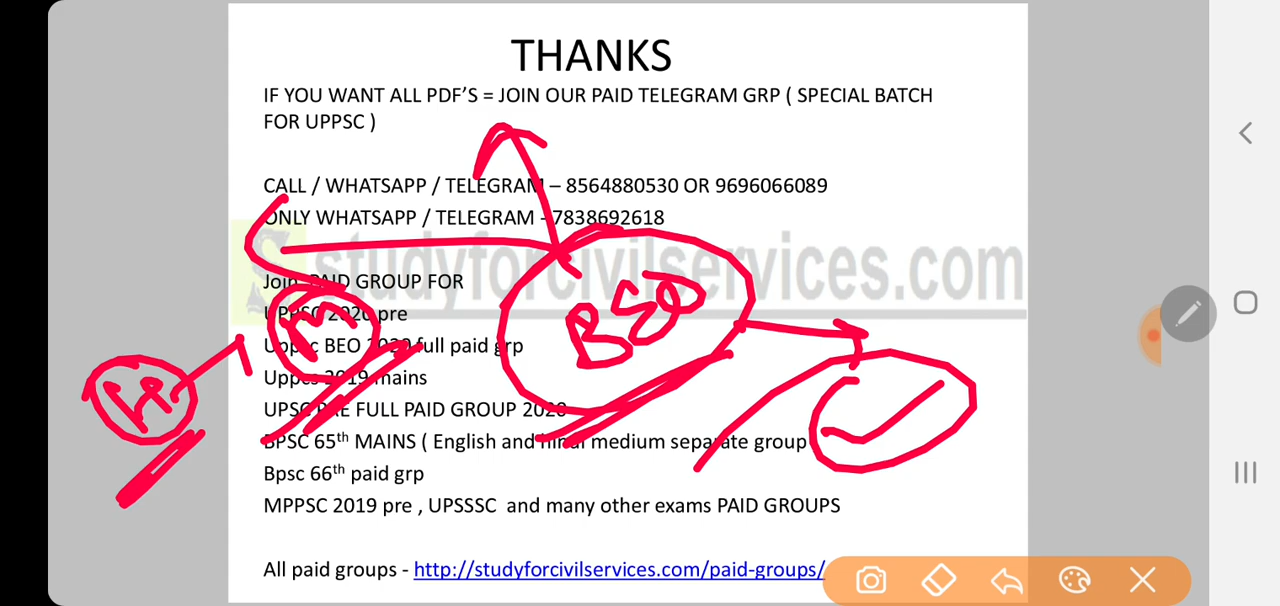 THANKS
IF YOU WANT ALL PDF'S = JOIN OUR PAID TELEGRAM GRP ( SPECIAL BATCH
FOR UPPSC )
CALL / WHATSAPP / TELEGRAM – 8564880530 OR 9696066089
ONLY WHATSAPP / TELEGRAM - 7838692618
studyforcivilservices.com
Join PAID GROUP FOR
UPPSC 2020 pre
Uppsc BEO 2020 full paid grp
Uppcs 2019 mains
UPSC PRE FULL PAID GROUP 2020
BPSC 65th MAINS ( English and hindi medium separate group
Bpsc 66th paid grp
MPPSC 2019 pre , UPSSSC and many other exams PAID GROUPS
All paid groups - http://studyforcivilservices.com/paid-groups/
M